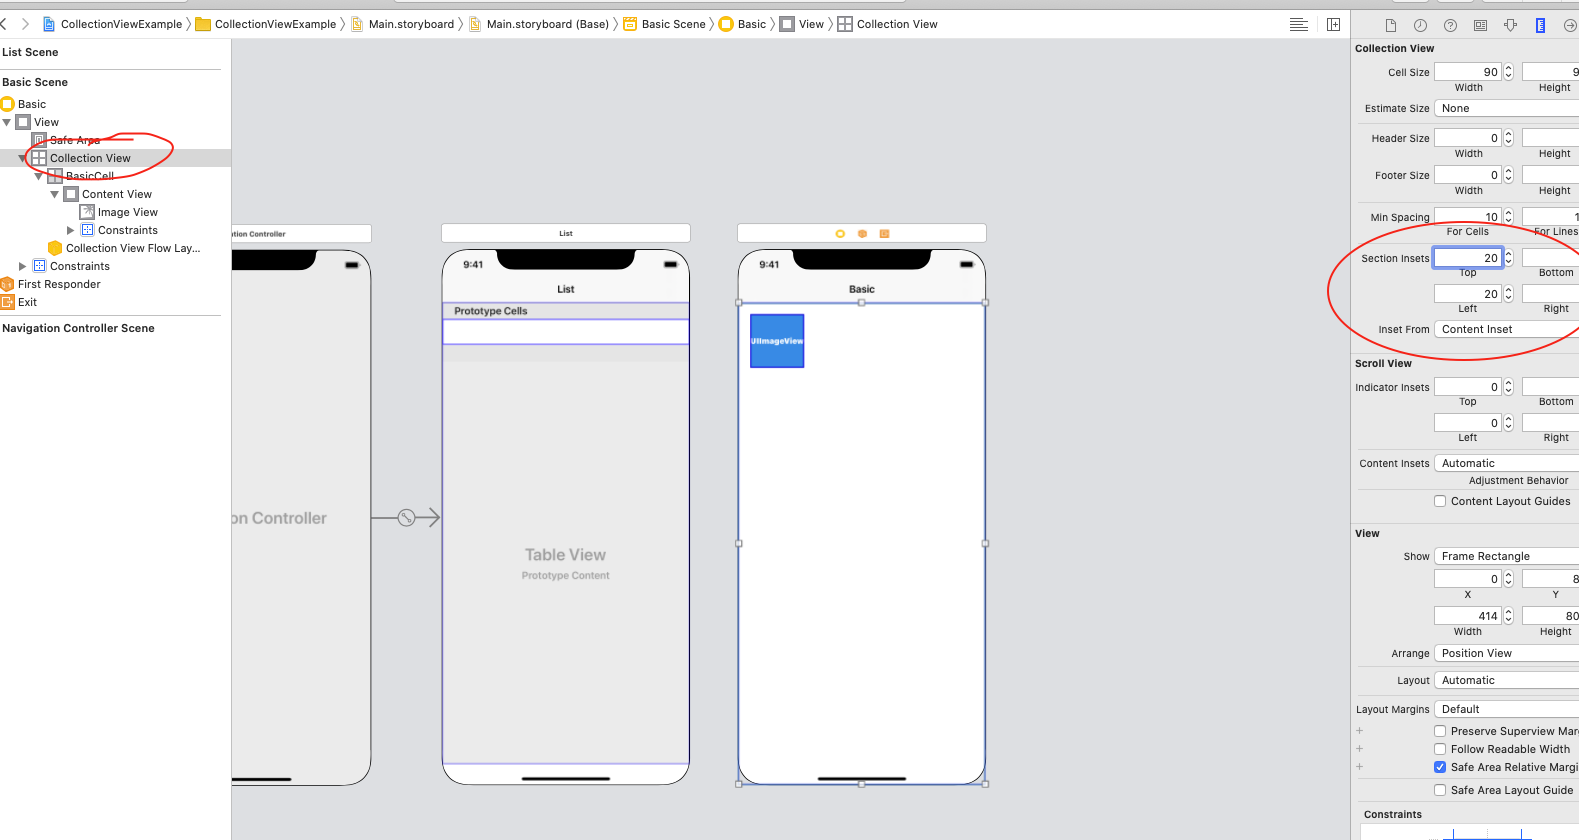 CollectionViewExample
CollectionViewExample
Main.storyboard
Main.storyboard (Base)
Basic Scene
Basic
View
Collection View
List Scene
Basic Scene
Basic
View
Safe Area
Collection View
BasicCell
Content View
Image View
Constraints
Collection View Flow Lay...
Constraints
First Responder
Exit
Navigation Controller Scene
Controller
on Controller
List
9:41
List
Prototype Cells
Table View
Prototype Content
9:41
Basic
UIImageView
Collection View
Cell Size 90 9
Width Height
Estimate Size None
Header Size 0
Width Height
Footer Size 0
Width Height
Min Spacing 10 1
For Cells For Lines
Section Insets 20
Top Bottom
20
Left Right
Inset From Content Inset
Scroll View
Indicator Insets 0
Top Bottom
0
Left Right
Content Insets Automatic
Adjustment Behavior
Content Layout Guides
View
Show Frame Rectangle
0 8
X Y
414 80
Width Height
Arrange Position View
Layout Automatic
Layout Margins Default
Preserve Superview Mar
Follow Readable Width
Safe Area Relative Margi
Safe Area Layout Guide
Constraints